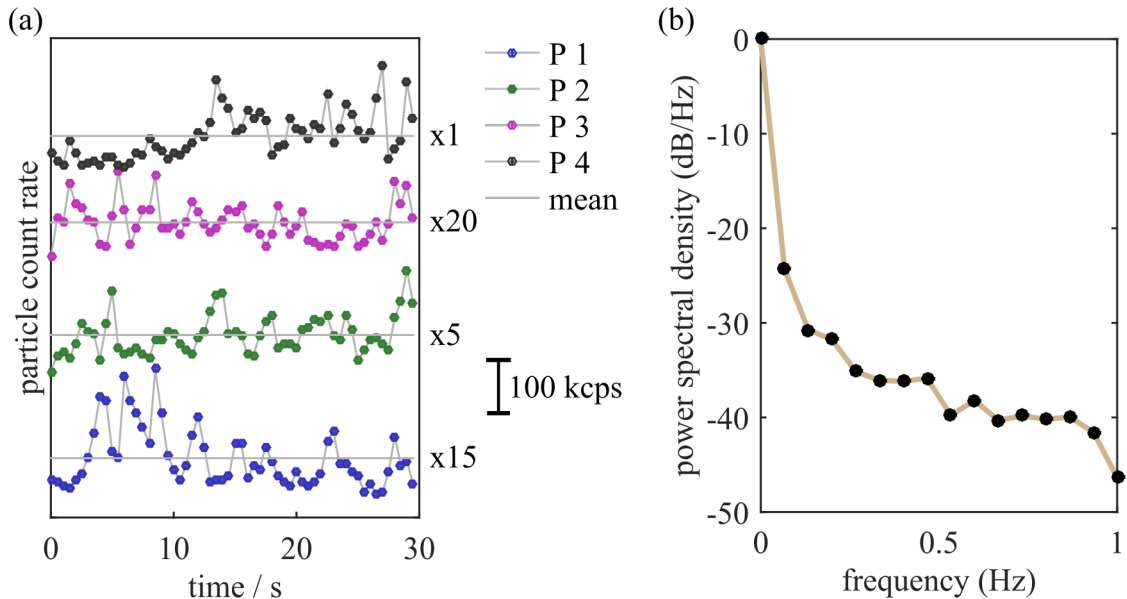 (a)
particle count rate
x1
x20
x5
x15
0
10
20
30
time / s
P 1
P 2
P 3
P 4
mean
100 kcps
(b)
power spectral density (dB/Hz)
0
-10
-20
-30
-40
-50
0
0.5
1
frequency (Hz)